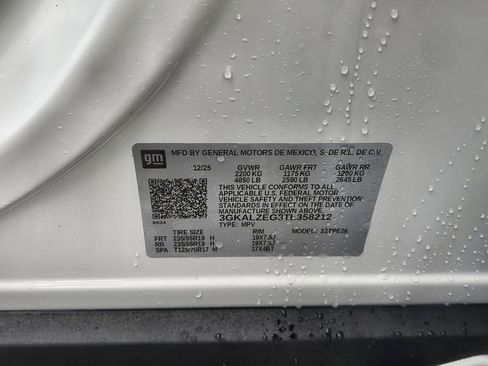 gm
MFD BY GENERAL MOTORS DE MEXICO, S. DE R.L. DE C.V.
12/25 GVWR GAWR FRT GAWR RR
2200 KG 1175 KG 1200 KG
4850 LB 2590 LB 2645 LB
THIS VEHICLE CONFORMS TO ALL
APPLICABLE U.S. FEDERAL MOTOR
VEHICLE SAFETY AND THEFT PREVENTION
STANDARDS IN EFFECT ON THE DATE OF
MANUFACTURE SHOWN ABOVE.
3GKALZEG3TL358212
TYPE: MPV
TIRE SIZE RIM MODEL: 32TPE26
FRT 235/55R19 H 19X7.5J
RR 235/55R19 H 19X7.5J
SPA T125/70R17 M 17X4BT